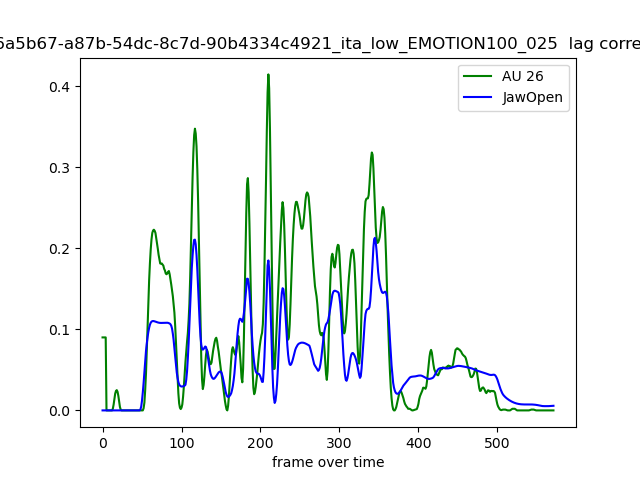 6a5b67-a87b-54dc-8c7d-90b4334c4921_ita_low_EMOTION100_025 lag corre
AU 26
JawOpen
0.4
0.3
0.2
0.1
0.0
0 100 200 300 400 500
frame over time